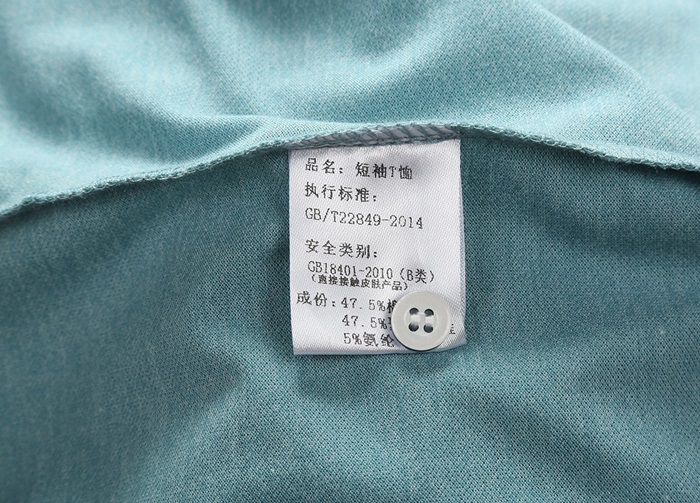 品名：短袖T恤
执行标准：
GB/T22849-2014
安全类别：
GB18401-2010（B类）
（直接接触皮肤产品）
成份：47.5%
47.5%
5%氨纶